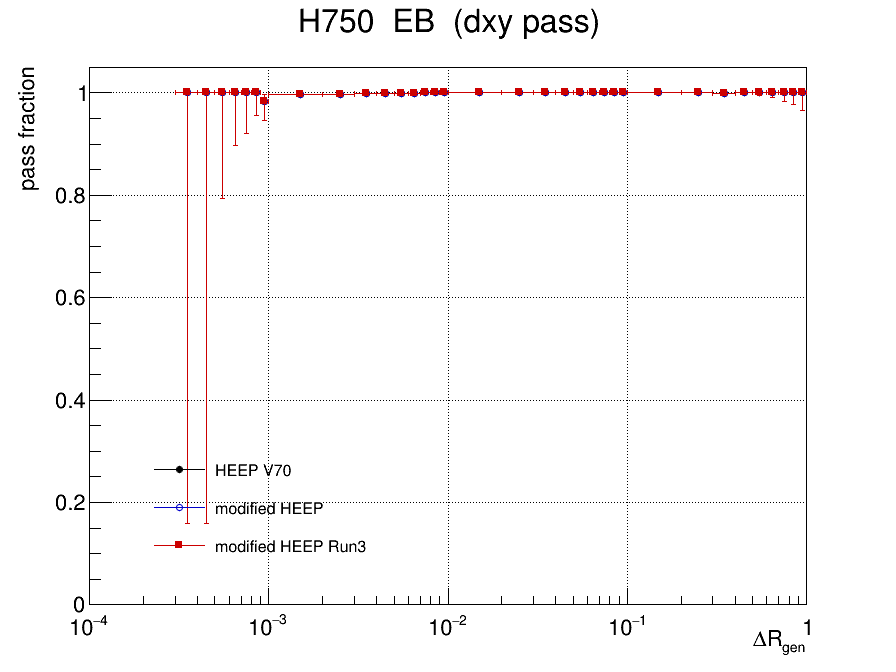 H750 EB (dxy pass)
pass fraction
1
0.8
0.6
0.4
0.2
0
HEEP V70
modified HEEP
modified HEEP Run3
10⁻⁴ 10⁻³ 10⁻² 10⁻¹ 1
ΔR_gen